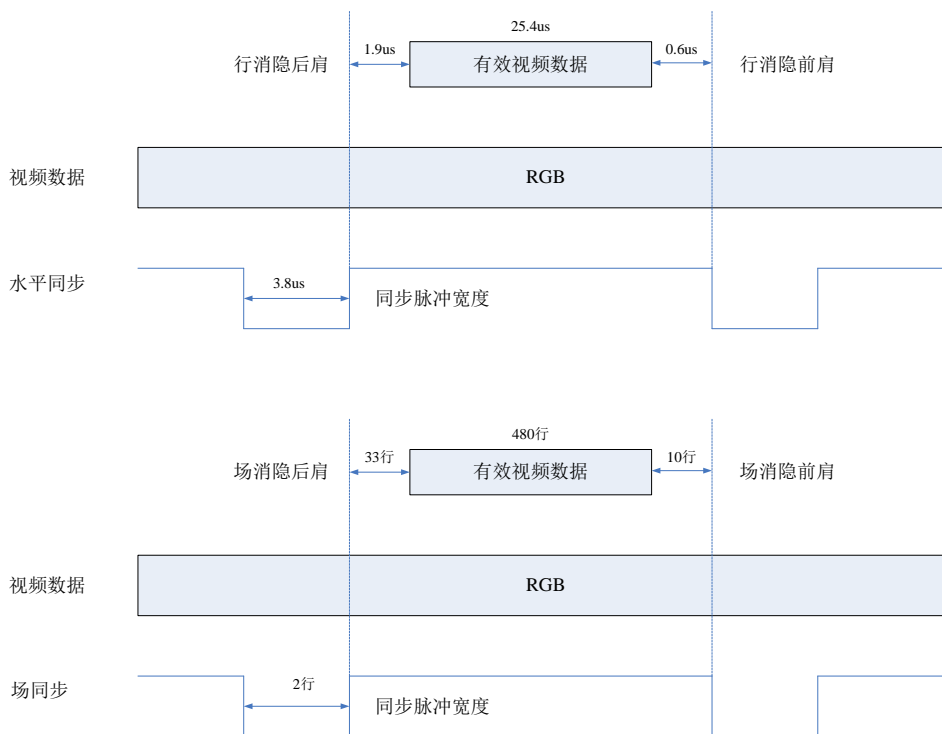 25.4us
1.9us
0.6us
行消隐后肩
有效视频数据
行消隐前肩
视频数据
RGB
水平同步
3.8us
同步脉冲宽度
480行
33行
10行
场消隐后肩
有效视频数据
场消隐前肩
视频数据
RGB
场同步
2行
同步脉冲宽度